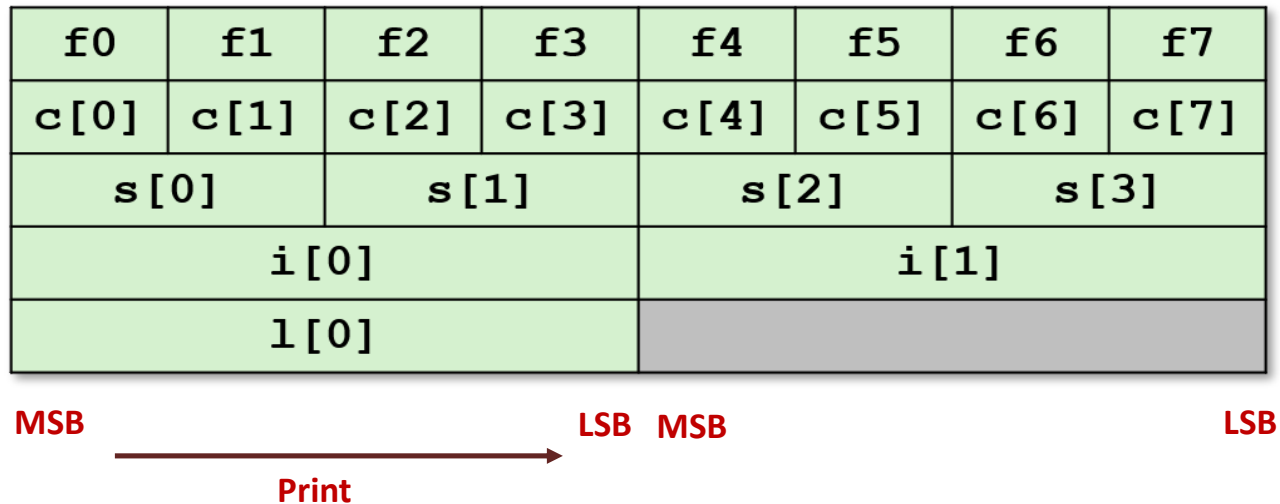 f0 f1 f2 f3 f4 f5 f6 f7
c[0] c[1] c[2] c[3] c[4] c[5] c[6] c[7]
s[0] s[1] s[2] s[3]
i[0] i[1]
l[0]
MSB LSB MSB LSB
Print